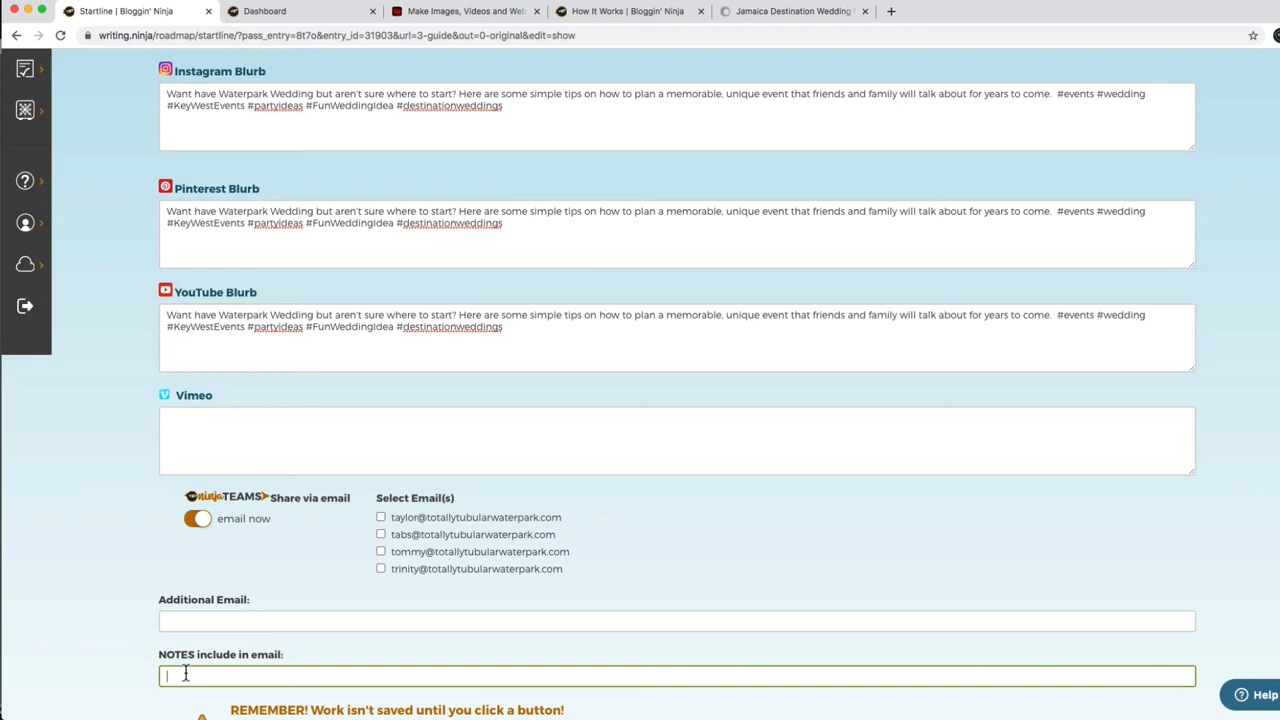 Startline | Bloggin' Ninja
Dashboard
Make Images, Videos and Web
How It Works | Bloggin' Ninja
Jamaica Destination Wedding
writing.ninja/roadmap/startline/?pass_entry=8t7o&entry_id=31903&url=3-guide&out=0-original&edit=show
Instagram Blurb
Want have Waterpark Wedding but aren't sure where to start? Here are some simple tips on how to plan a memorable, unique event that friends and family will talk about for years to come. #events #wedding
#KeyWestEvents #partyideas #FunWeddingIdea #destinationweddings
Pinterest Blurb
Want have Waterpark Wedding but aren't sure where to start? Here are some simple tips on how to plan a memorable, unique event that friends and family will talk about for years to come. #events #wedding
#KeyWestEvents #partyideas #FunWeddingIdea #destinationweddings
YouTube Blurb
Want have Waterpark Wedding but aren't sure where to start? Here are some simple tips on how to plan a memorable, unique event that friends and family will talk about for years to come. #events #wedding
#KeyWestEvents #partyideas #FunWeddingIdea #destinationweddings
Vimeo
ninjaTEAMS Share via email
Select Email(s)
email now
taylor@totallytubularwaterpark.com
tabs@totallytubularwaterpark.com
tommy@totallytubularwaterpark.com
trinity@totallytubularwaterpark.com
Additional Email:
NOTES include in email:
REMEMBER! Work isn't saved until you click a button!
Help